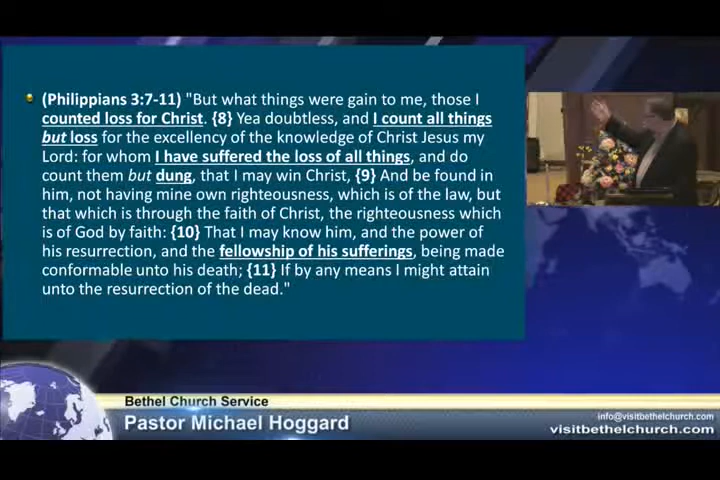 (Philippians 3:7-11) "But what things were gain to me, those I
counted loss for Christ. {8} Yea doubtless, and I count all things
but loss for the excellency of the knowledge of Christ Jesus my
Lord: for whom I have suffered the loss of all things, and do
count them but dung, that I may win Christ, {9} And be found in
him, not having mine own righteousness, which is of the law, but
that which is through the faith of Christ, the righteousness which
is of God by faith: {10} That I may know him, and the power of
his resurrection, and the fellowship of his sufferings, being made
conformable unto his death; {11} If by any means I might attain
unto the resurrection of the dead."
Bethel Church Service
Pastor Michael Hoggard
info@visitbethelchurch.com
visitbethelchurch.com